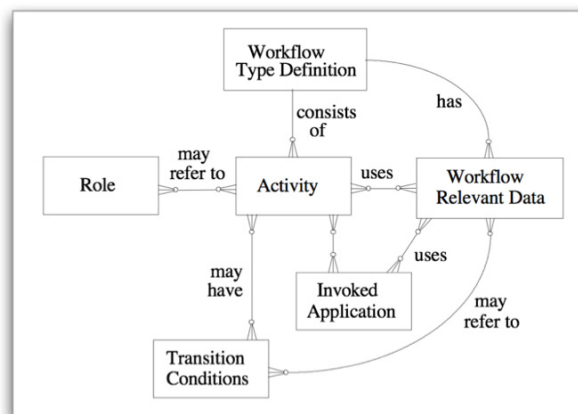 Workflow
Type Definition
consists
of
has
may
refer to
uses
Role
Activity
Workflow
Relevant Data
may
have
uses
Invoked
Application
may
refer to
Transition
Conditions